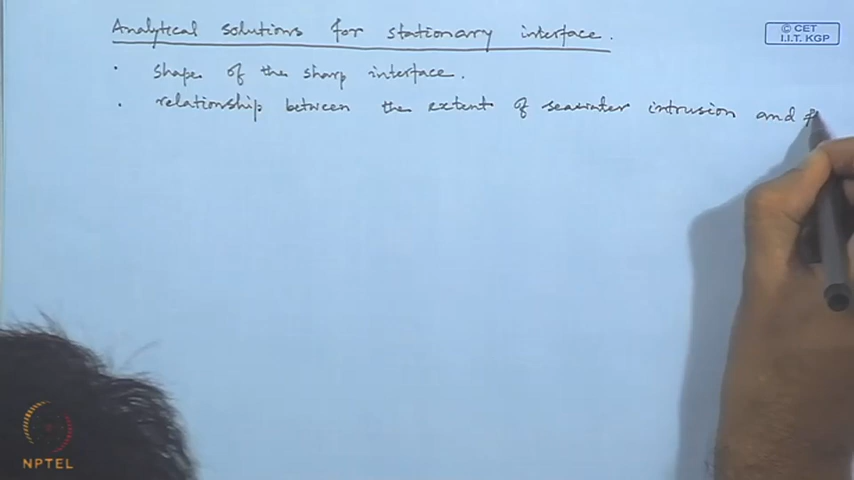 Analytical solutions for stationary interface.
© CET
I.I.T. KGP
· shape of the sharp interface.
· relationship between the extent of seawater intrusion and
NPTEL